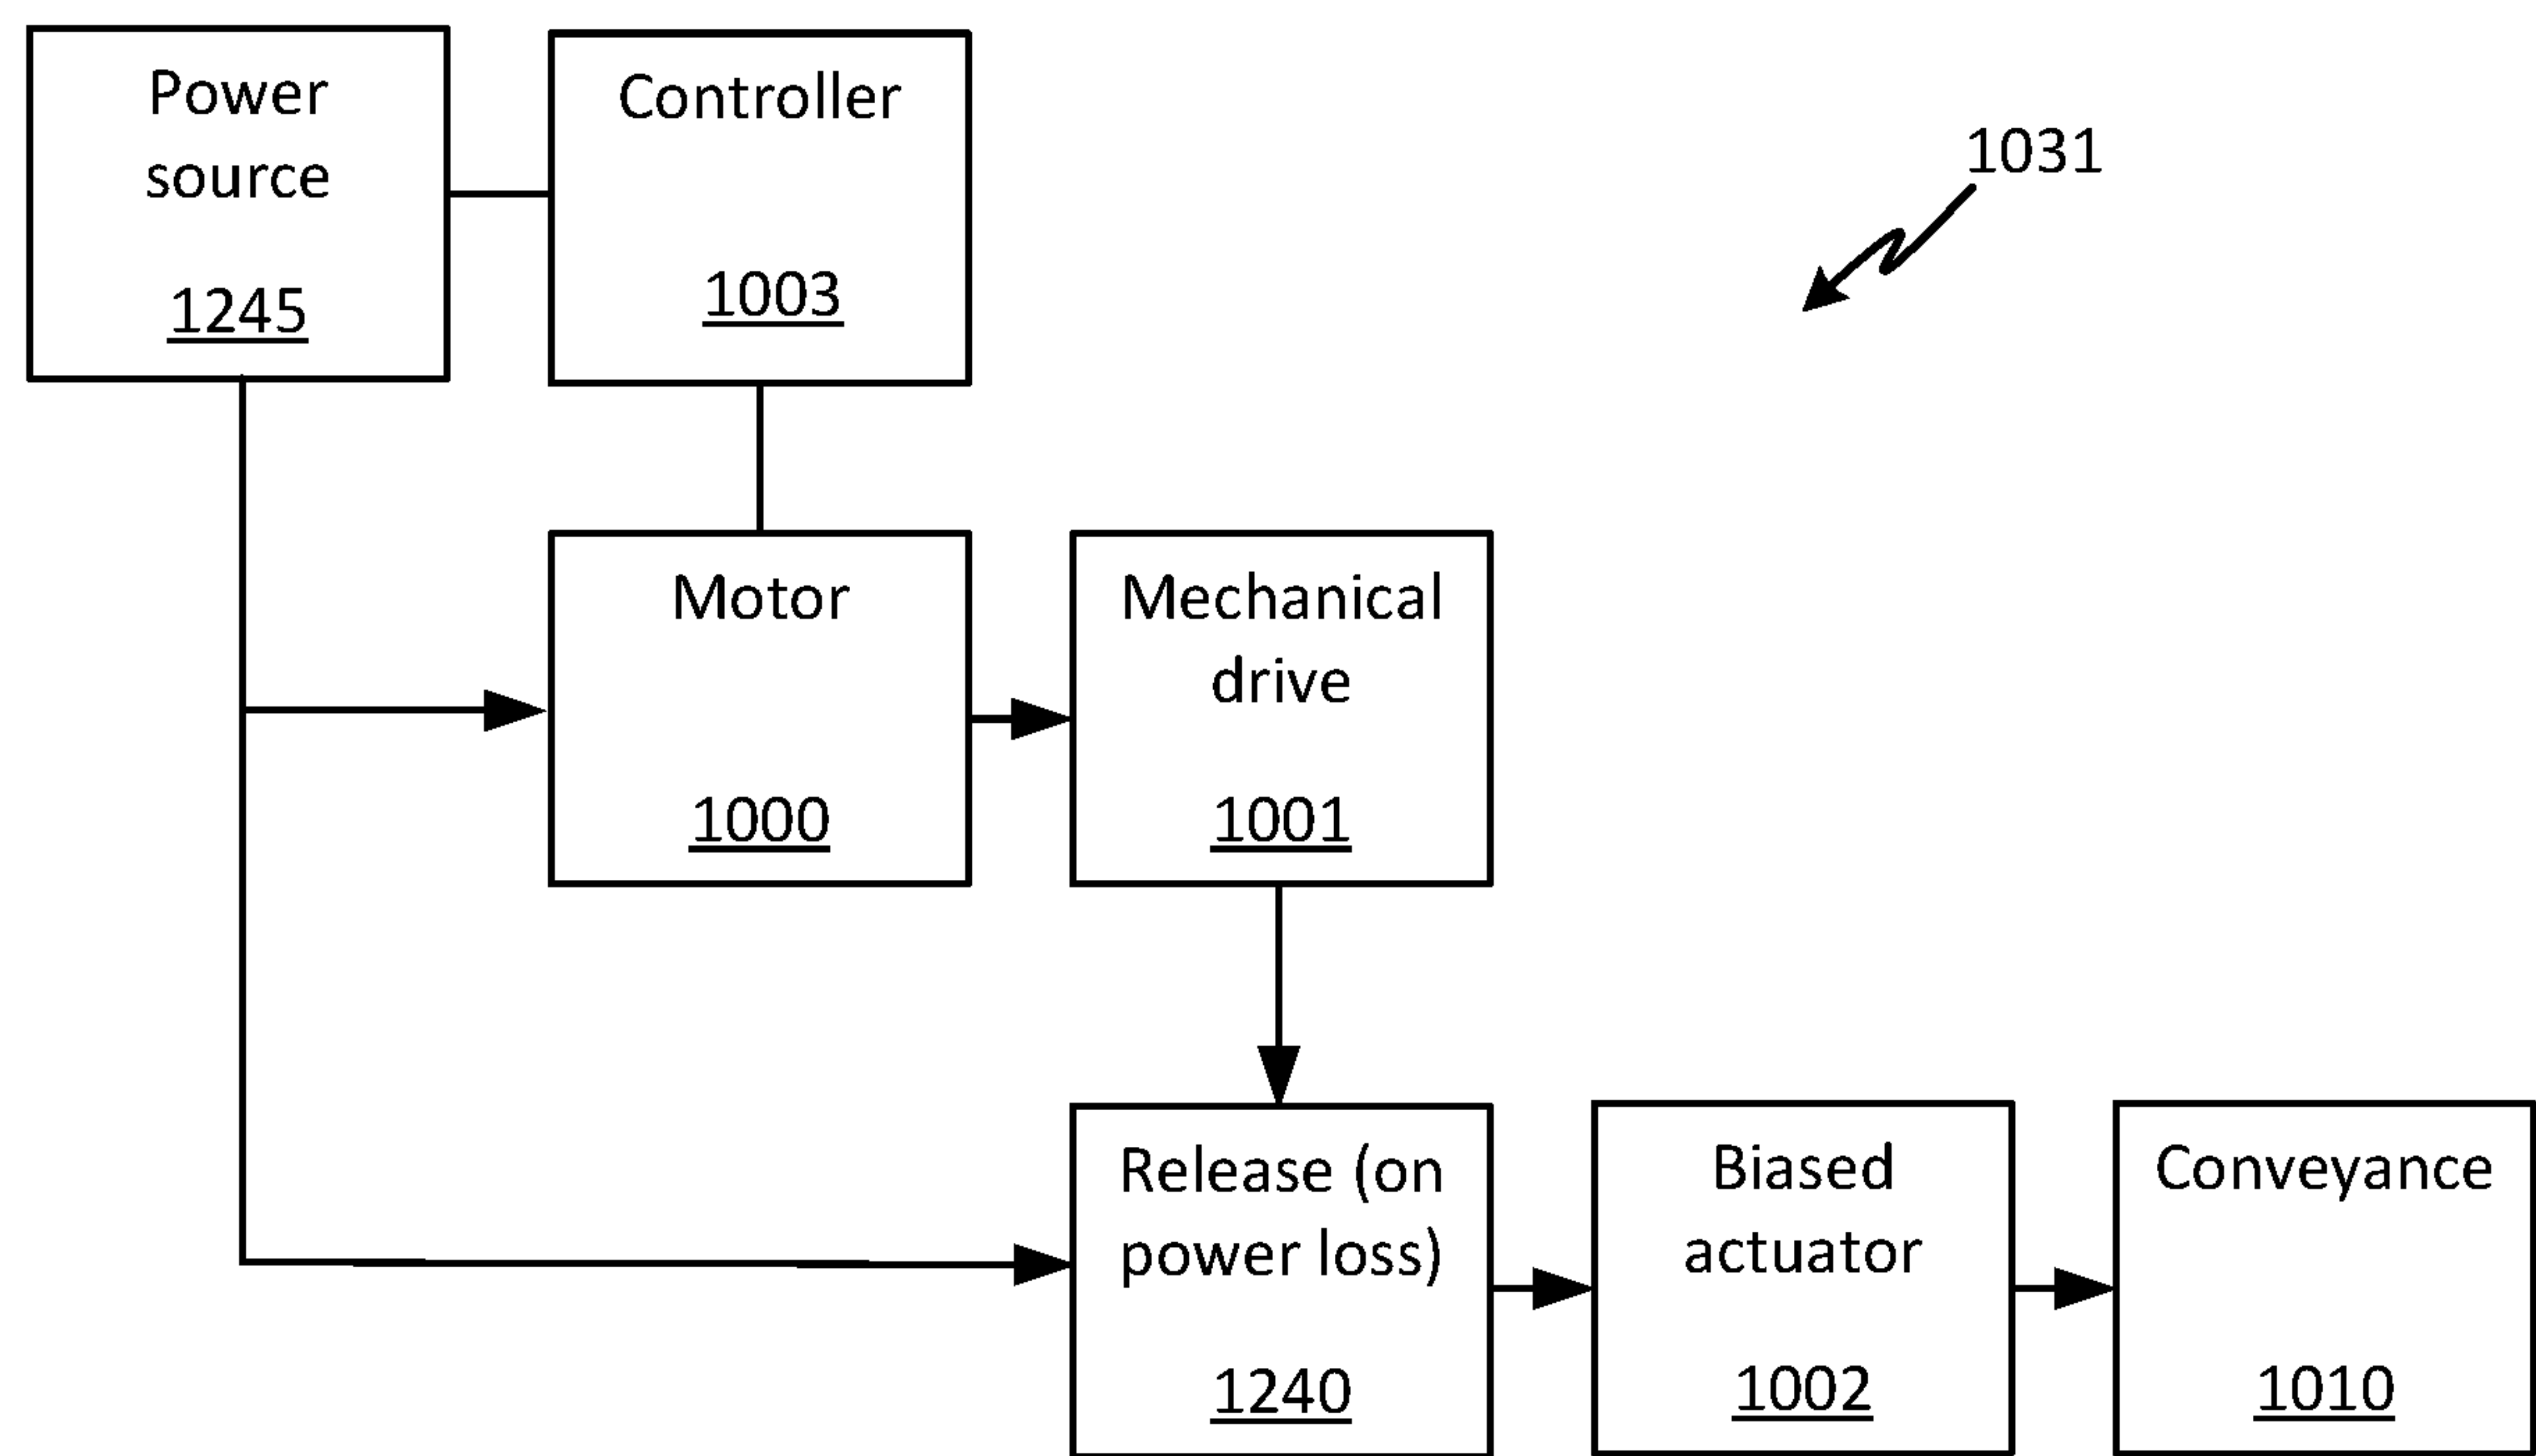 Power
source
1245
Controller
1003
1031
Motor
1000
Mechanical
drive
1001
Release (on
power loss)
1240
Biased
actuator
1002
Conveyance
1010